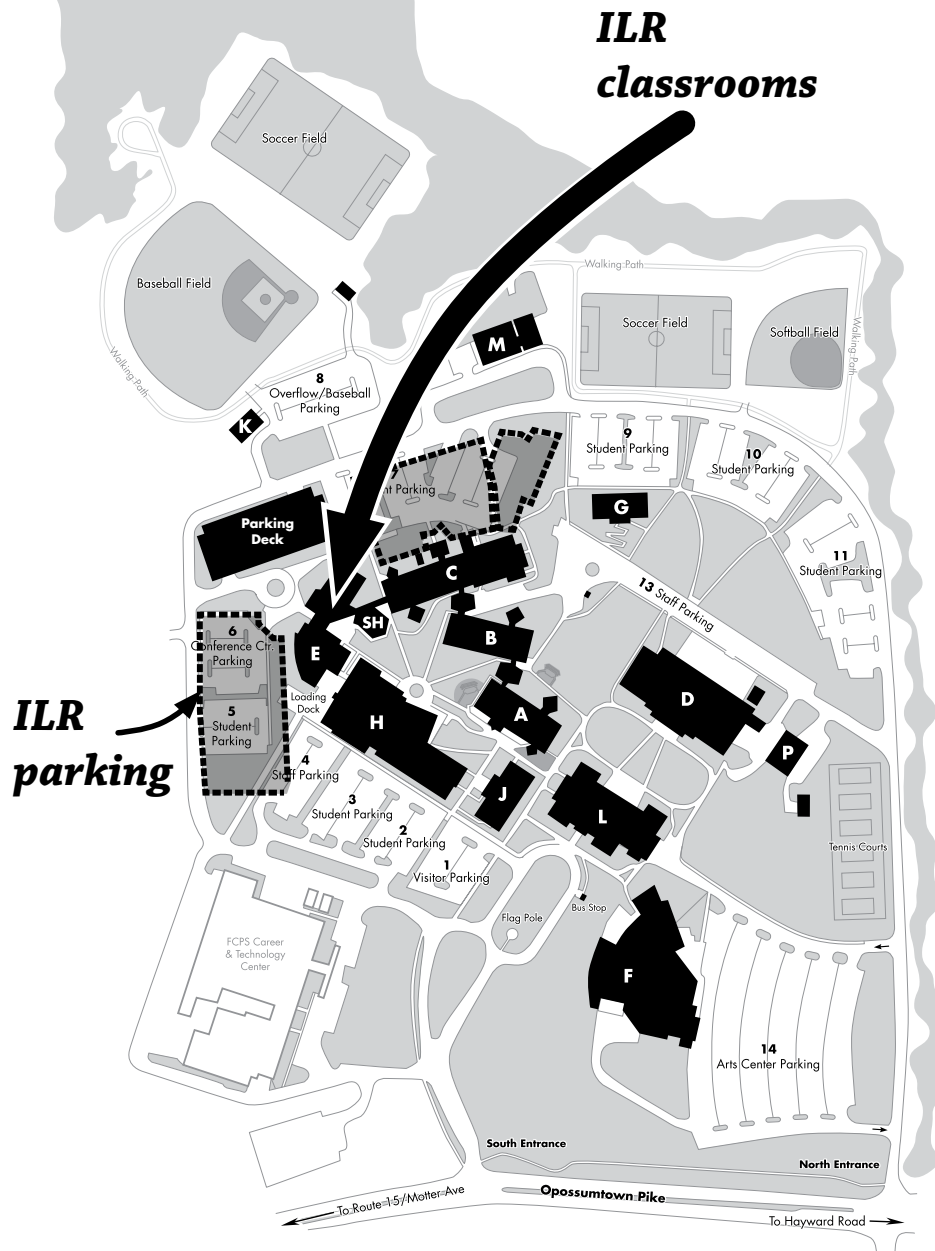 ILR
classrooms
Soccer Field
Walking Path
Baseball Field
Soccer Field
Softball Field
Walking Path
M
Walking Path
8
Overflow/Baseball
Parking
K
9
Student Parking
10
Student Parking
nt Parking
G
Parking
Deck
11
Student Parking
C
13 Staff Parking
SH
B
6
Conference Ctr.
Parking
E
Loading
Dock
D
ILR
parking
5
Student
Parking
H
A
P
4
Staff Parking
J
3
Student Parking
L
2
Student Parking
Tennis Courts
1
Visitor Parking
Bus Stop
Flag Pole
FCPS Career
& Technology
Center
F
14
Arts Center Parking
South Entrance
North Entrance
To Route 15/Motter Ave
Opossumtown Pike
To Hayward Road